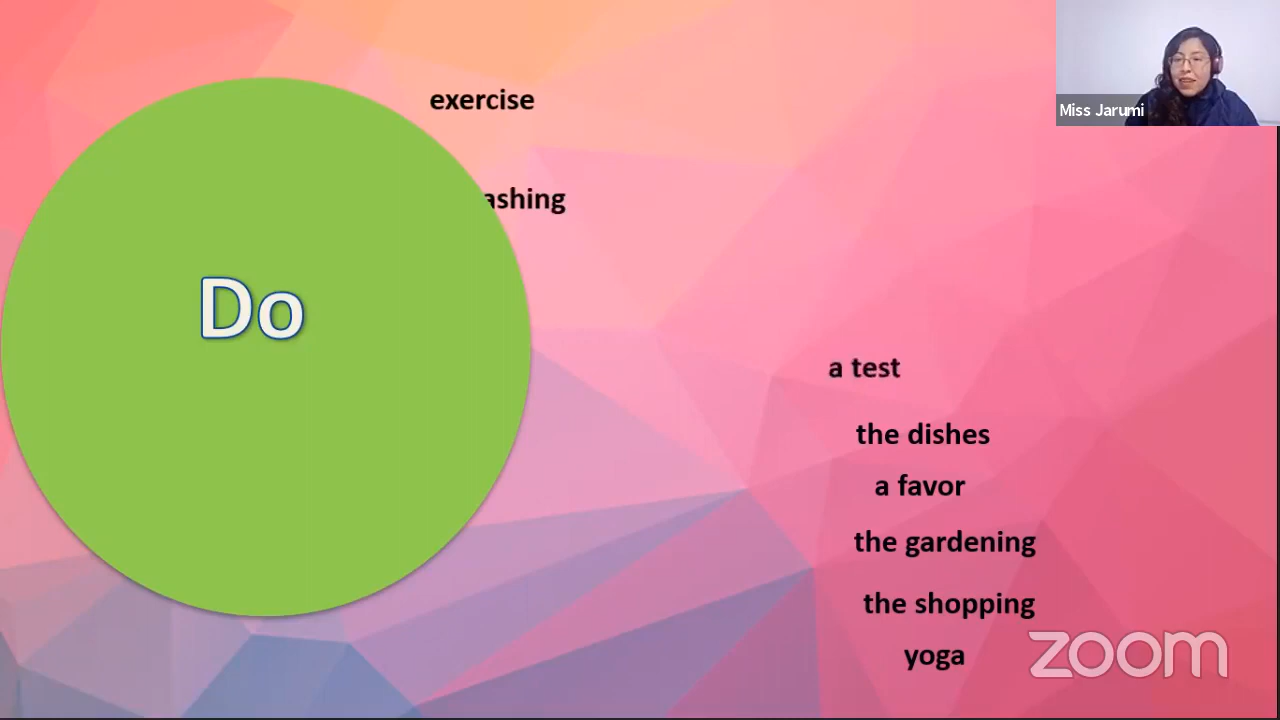 exercise
Miss Jarumi
ashing
Do
a test
the dishes
a favor
the gardening
the shopping
yoga
zoom